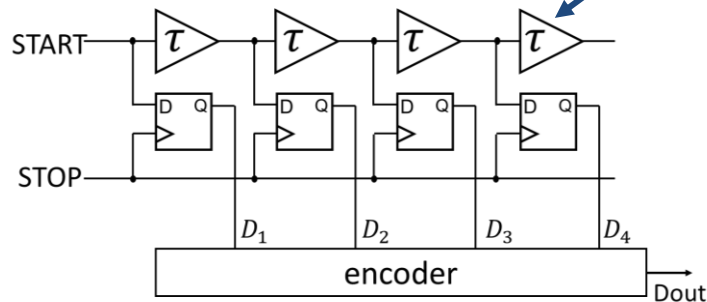 START τ τ τ τ
D Q D Q D Q D Q
STOP
D₁ D₂ D₃ D₄
encoder
Dout